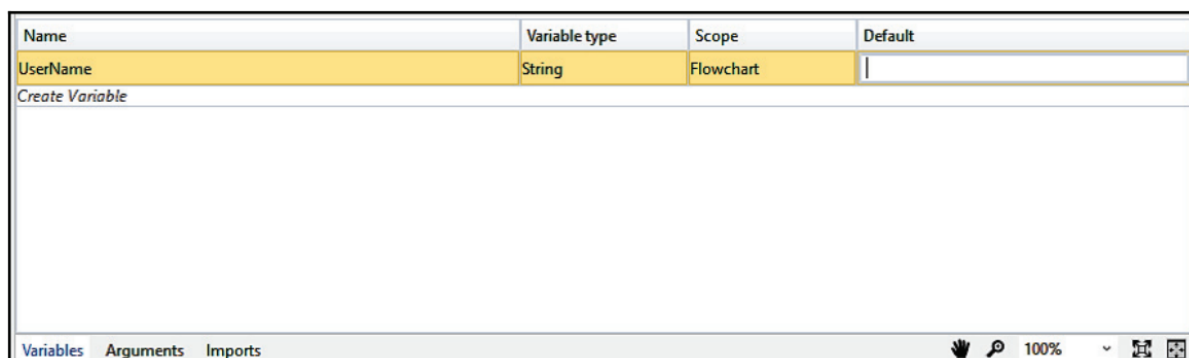 Name Variable type Scope Default
UserName String Flowchart
Create Variable
Variables Arguments Imports 100%